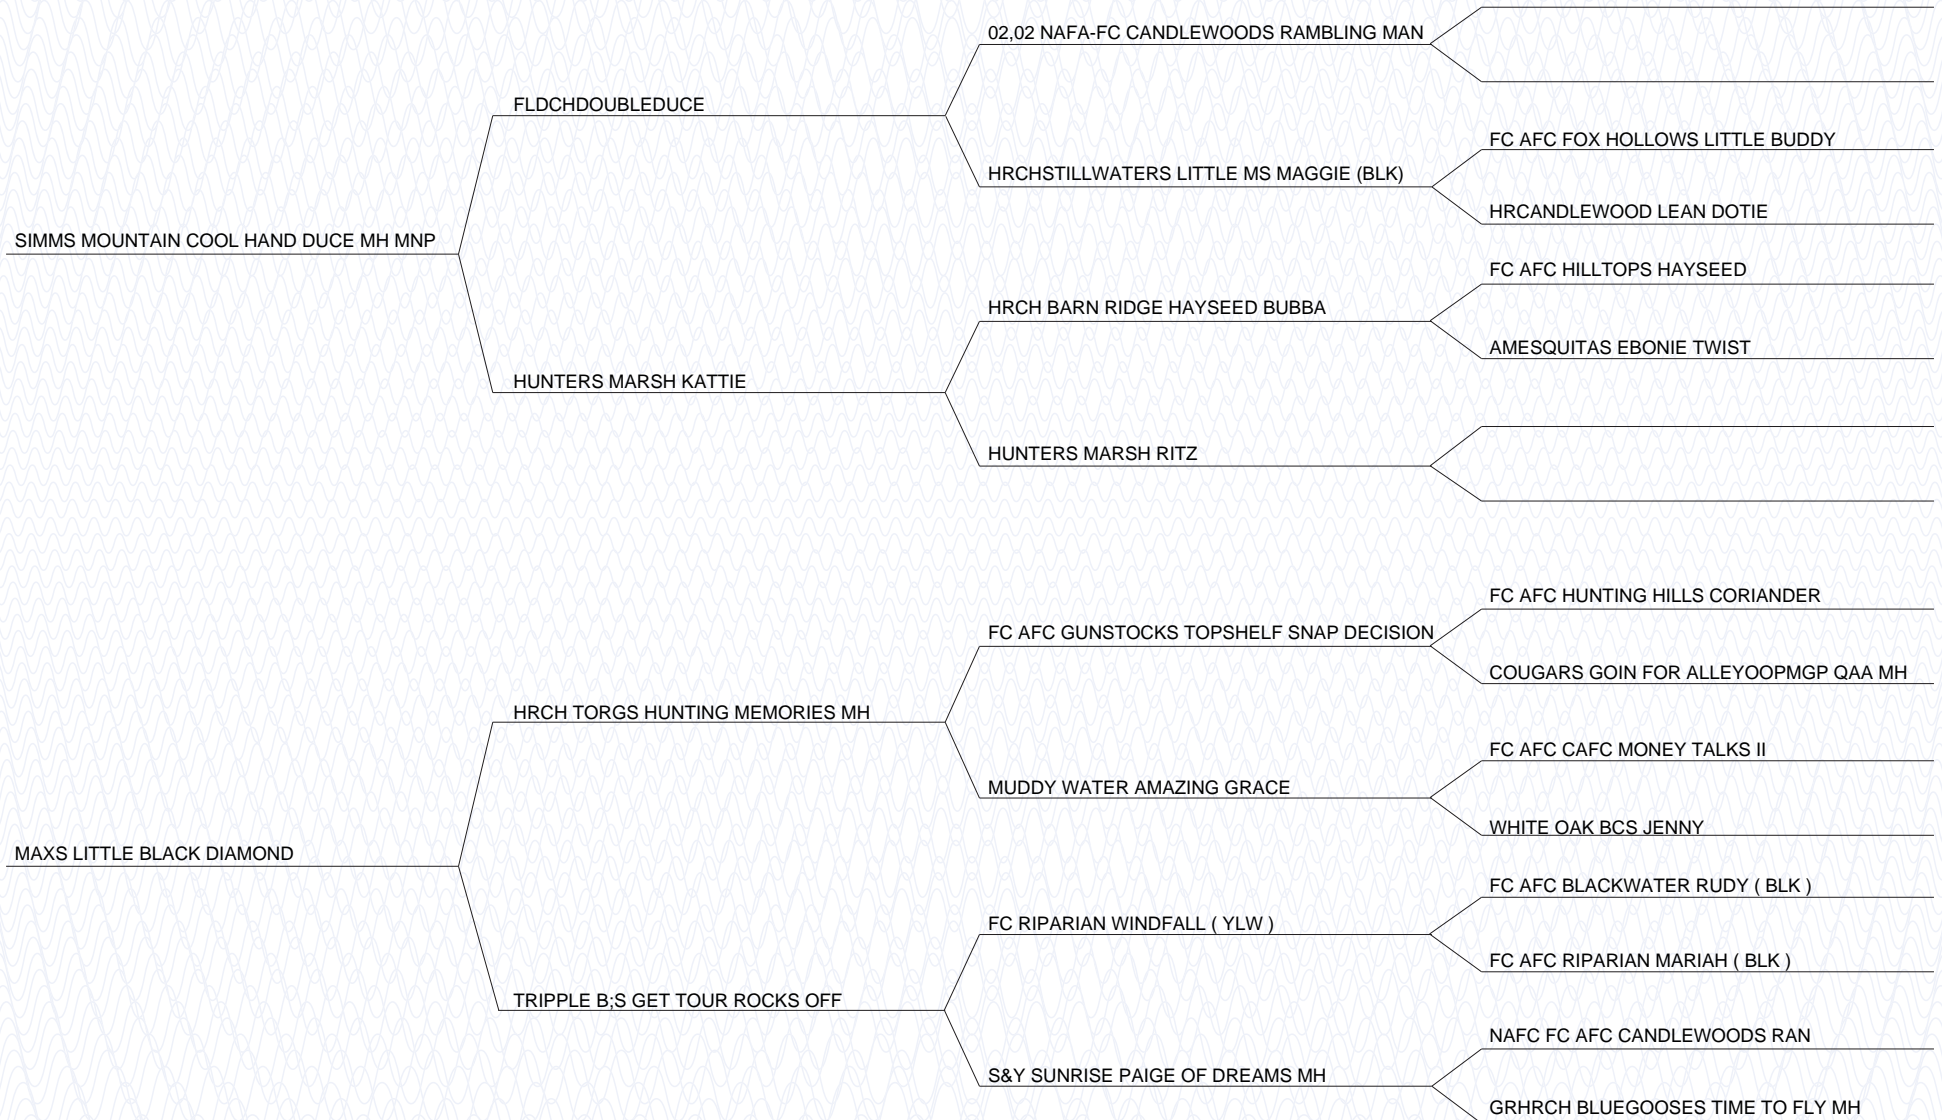 02,02 NAFA-FC CANDLEWOODS RAMBLING MAN
FLDCHDOUBLEDUCE
FC AFC FOX HOLLOWS LITTLE BUDDY
HRCHSTILLWATERS LITTLE MS MAGGIE (BLK)
HRCANDLEWOOD LEAN DOTIE
SIMMS MOUNTAIN COOL HAND DUCE MH MNP
FC AFC HILLTOPS HAYSEED
HRCH BARN RIDGE HAYSEED BUBBA
AMESQUITAS EBONIE TWIST
HUNTERS MARSH KATTIE
HUNTERS MARSH RITZ
FC AFC HUNTING HILLS CORIANDER
FC AFC GUNSTOCKS TOPSHELF SNAP DECISION
COUGARS GOIN FOR ALLEYOOPMGP QAA MH
HRCH TORGS HUNTING MEMORIES MH
FC AFC CAFC MONEY TALKS II
MUDDY WATER AMAZING GRACE
WHITE OAK BCS JENNY
MAXS LITTLE BLACK DIAMOND
FC AFC BLACKWATER RUDY ( BLK )
FC RIPARIAN WINDFALL ( YLW )
FC AFC RIPARIAN MARIAH ( BLK )
TRIPPLE B;S GET TOUR ROCKS OFF
NAFC FC AFC CANDLEWOODS RAN
S&Y SUNRISE PAIGE OF DREAMS MH
GRHRCH BLUEGOOSES TIME TO FLY MH